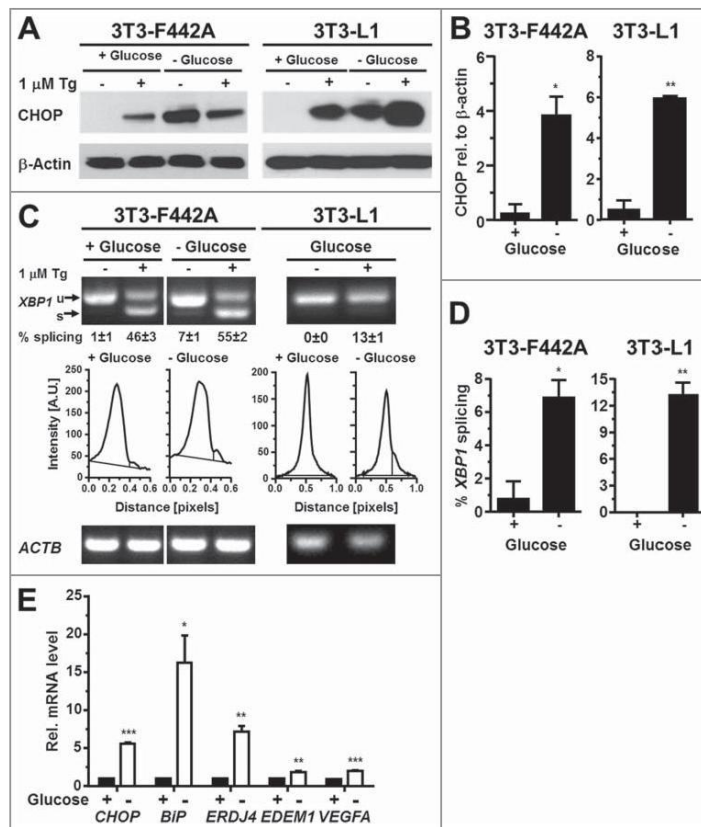 A
3T3-F442A 3T3-L1
+ Glucose - Glucose + Glucose - Glucose
1 μM Tg - + - + - + - +
CHOP
β-Actin
B
3T3-F442A 3T3-L1
CHOP rel. to β-actin
6
4
2
0
*
+ -
Glucose
8
6
4
2
0
**
+ -
Glucose
C
3T3-F442A 3T3-L1
+ Glucose - Glucose Glucose
1 μM Tg - + - + - +
XBP1 u
s
% splicing 1±1 46±3 7±1 55±2 0±0 13±1
+ Glucose - Glucose + Glucose - Glucose
Intensity [A.U.]
250
200
150
100
50
0
0.0 0.2 0.4 0.6 0.0 0.2 0.4 0.6
200
150
100
50
0
0.0 0.5 1.0 0.0 0.5 1.0
Distance [pixels] Distance [pixels]
ACTB
D
3T3-F442A 3T3-L1
% XBP1 splicing
8
6
4
2
0
*
+ -
Glucose
15
12
9
6
3
0
**
+ -
Glucose
E
Rel. mRNA level
25
20
15
10
5
0
*** * ** ** ***
Glucose + - + - + - + - + -
CHOP BiP ERDJ4 EDEM1 VEGFA